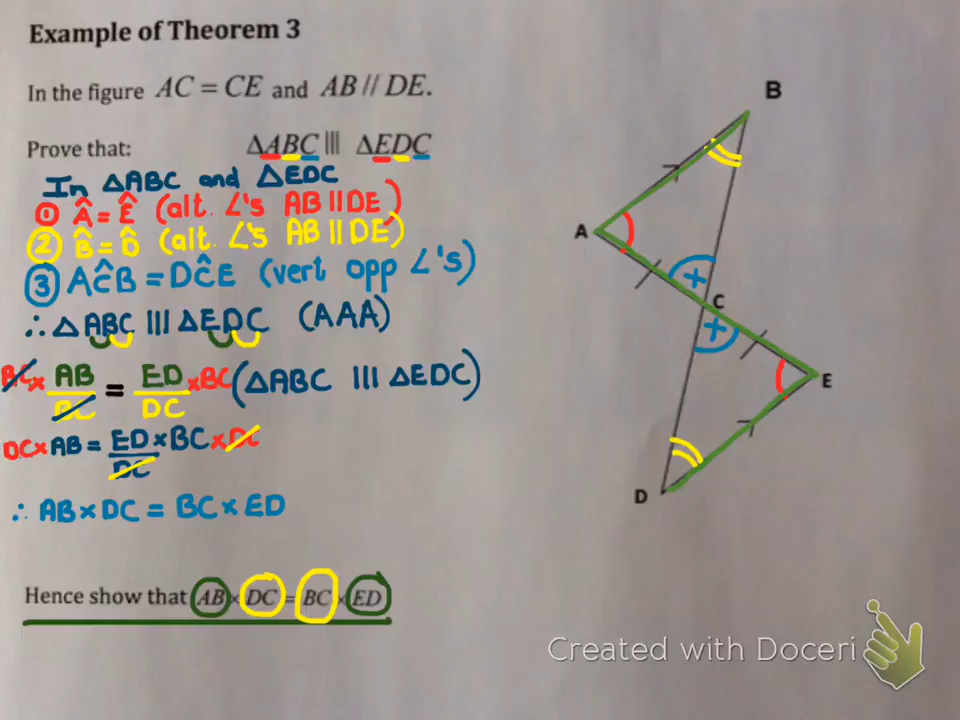 Example of Theorem 3
In the figure AC = CE and AB // DE.
Prove that: ΔABC ||| ΔEDC
In ΔABC and ΔEDC
① Â = Ê (alt. ∠'s AB || DE)
② B̂ = D̂ (alt. ∠'s AB || DE)
③ AĈB = DĈE (vert opp ∠'s)
∴ ΔABC ||| ΔEDC (AAA)
BC × AB/BC = ED/DC × BC (ΔABC ||| ΔEDC)
DC × AB = ED/DC × BC × DC
∴ AB × DC = BC × ED
Hence show that AB × DC = BC × ED
B
A
C
E
D
Created with Doceri